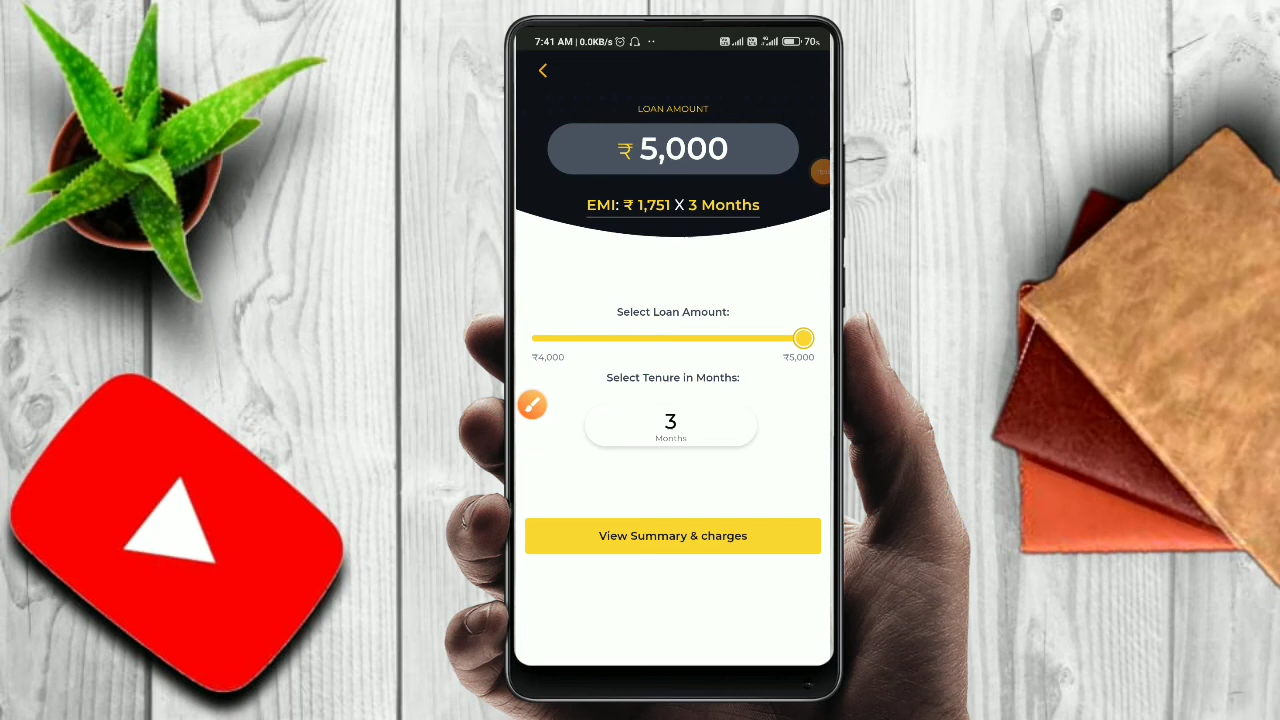 7:41 AM | 0.0KB/s 70%
LOAN AMOUNT
₹ 5,000
EMI: ₹ 1,751 X 3 Months
Select Loan Amount:
₹4,000 ₹5,000
Select Tenure in Months:
3
Months
View Summary & charges